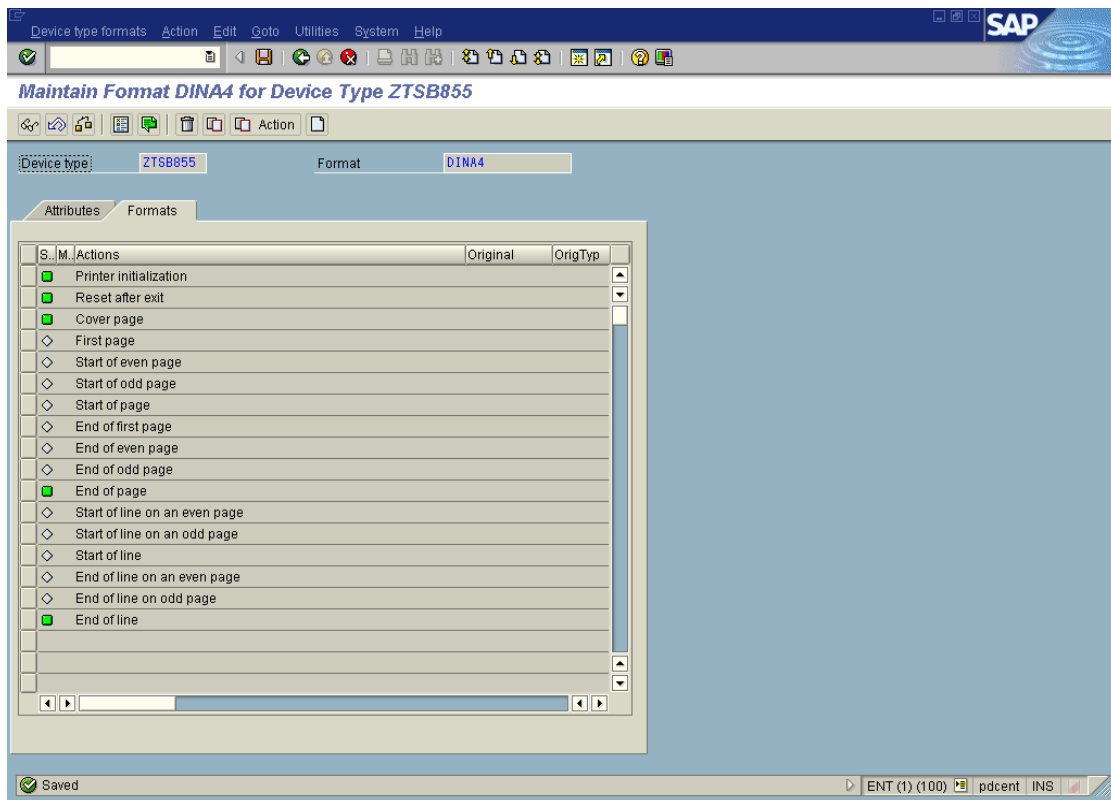 Device type formats Action Edit Goto Utilities System Help
SAP
Maintain Format DINA4 for Device Type ZTSB855
Action
Device type ZTSB855 Format DINA4
Attributes Formats
S.. M.. Actions Original OrigTyp
Printer initialization
Reset after exit
Cover page
First page
Start of even page
Start of odd page
Start of page
End of first page
End of even page
End of odd page
End of page
Start of line on an even page
Start of line on an odd page
Start of line
End of line on an even page
End of line on odd page
End of line
Saved ENT (1) (100) pdcent INS